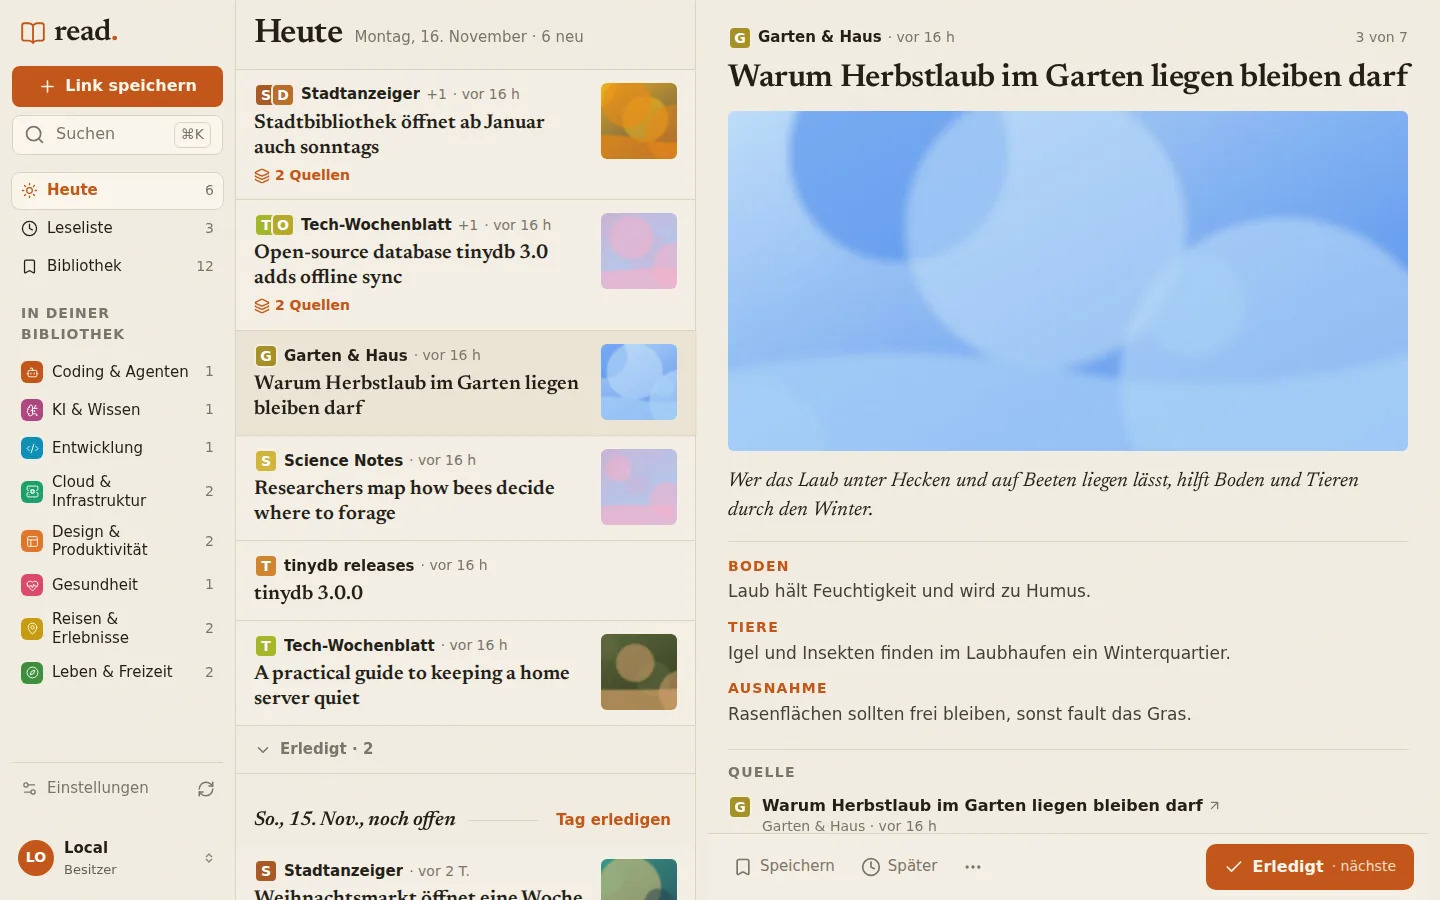 read.
Link speichern
Suchen ⌘K
Heute 6
Leseliste 3
Bibliothek 12
IN DEINER
BIBLIOTHEK
Coding & Agenten 1
KI & Wissen 1
Entwicklung 1
Cloud &
Infrastruktur 2
Design &
Produktivität 2
Gesundheit 1
Reisen &
Erlebnisse 2
Leben & Freizeit 2
Einstellungen
LO Local
Besitzer
Heute Montag, 16. November · 6 neu
S D Stadtanzeiger +1 · vor 16 h
Stadtbibliothek öffnet ab Januar
auch sonntags
2 Quellen
T O Tech-Wochenblatt +1 · vor 16 h
Open-source database tinydb 3.0
adds offline sync
2 Quellen
G Garten & Haus · vor 16 h
Warum Herbstlaub im Garten liegen
bleiben darf
S Science Notes · vor 16 h
Researchers map how bees decide
where to forage
T tinydb releases · vor 16 h
tinydb 3.0.0
T Tech-Wochenblatt · vor 16 h
A practical guide to keeping a home
server quiet
Erledigt · 2
So., 15. Nov., noch offen Tag erledigen
S Stadtanzeiger · vor 2 T.
Weihnachtsmarkt öffnet eine Woche
G Garten & Haus · vor 16 h 3 von 7
Warum Herbstlaub im Garten liegen bleiben darf
Wer das Laub unter Hecken und auf Beeten liegen lässt, hilft Boden und Tieren
durch den Winter.
BODEN
Laub hält Feuchtigkeit und wird zu Humus.
TIERE
Igel und Insekten finden im Laubhaufen ein Winterquartier.
AUSNAHME
Rasenflächen sollten frei bleiben, sonst fault das Gras.
QUELLE
G Warum Herbstlaub im Garten liegen bleiben darf
Garten & Haus · vor 16 h
Speichern Später Erledigt · nächste